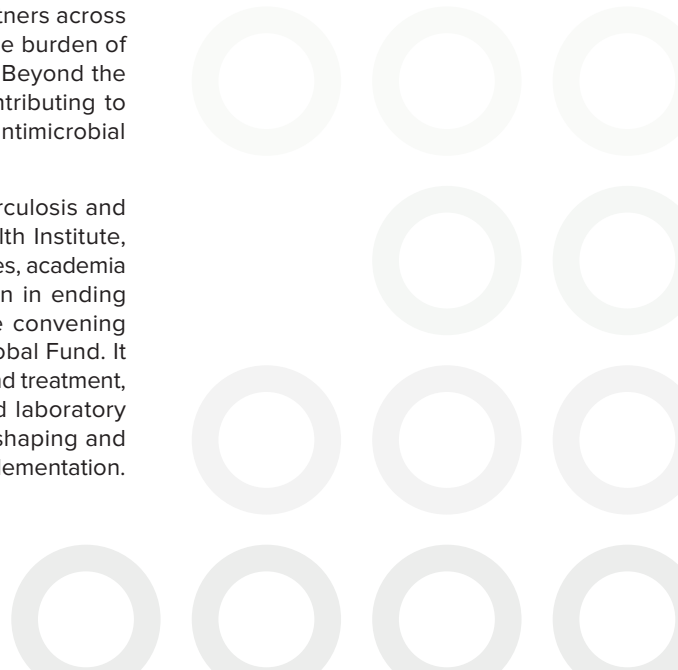 tners across
e burden of
Beyond the
ntributing to
ntimicrobial
rculosis and
lth Institute,
es, academia
n in ending
e convening
obal Fund. It
nd treatment,
d laboratory
shaping and
lementation.